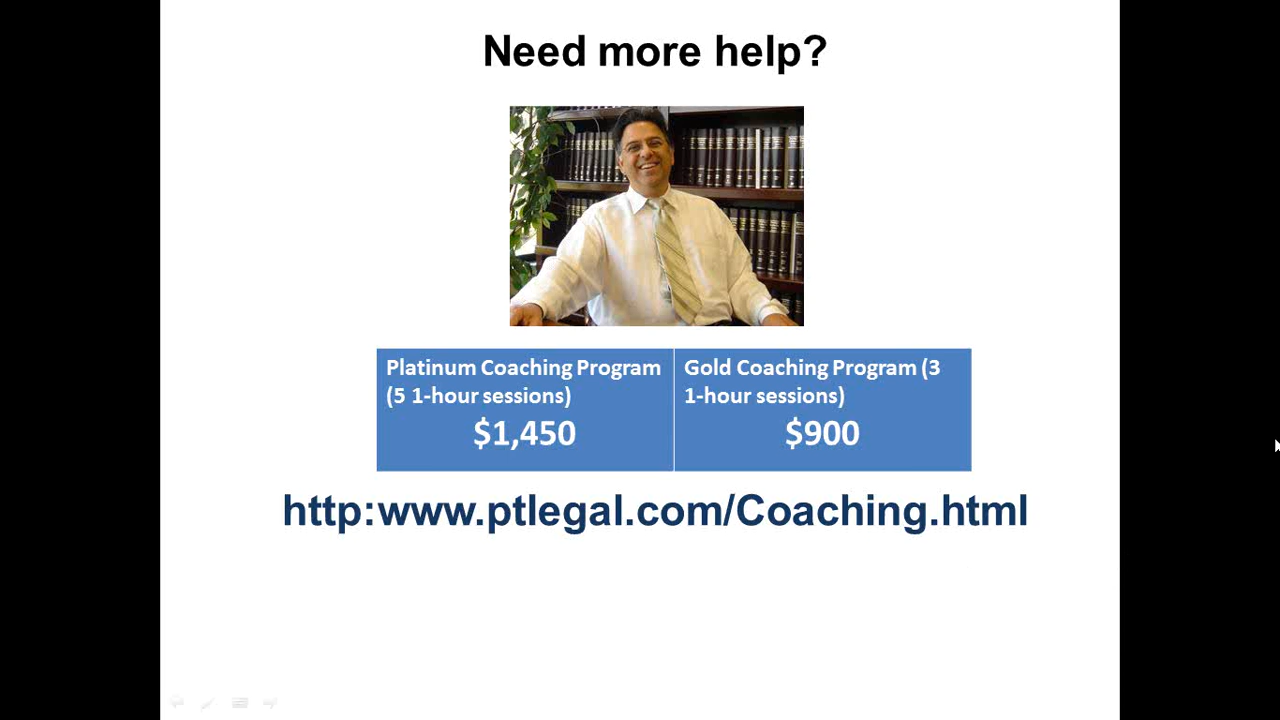 Need more help?
Platinum Coaching Program
(5 1-hour sessions)
$1,450
Gold Coaching Program (3
1-hour sessions)
$900
http:www.ptlegal.com/Coaching.html